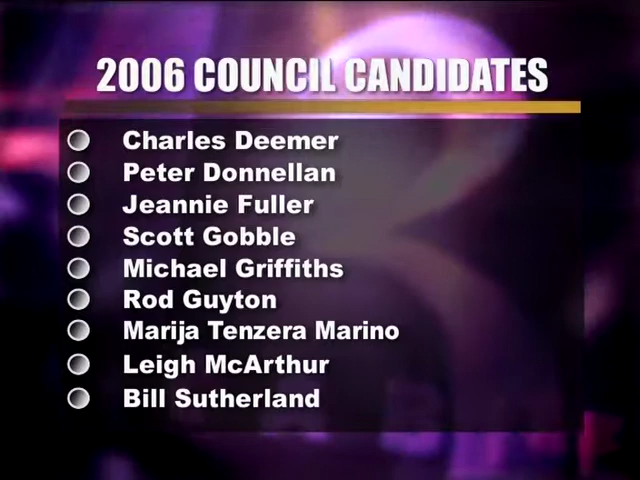 2006 COUNCIL CANDIDATES
Charles Deemer
Peter Donnellan
Jeannie Fuller
Scott Gobble
Michael Griffiths
Rod Guyton
Marija Tenzera Marino
Leigh McArthur
Bill Sutherland